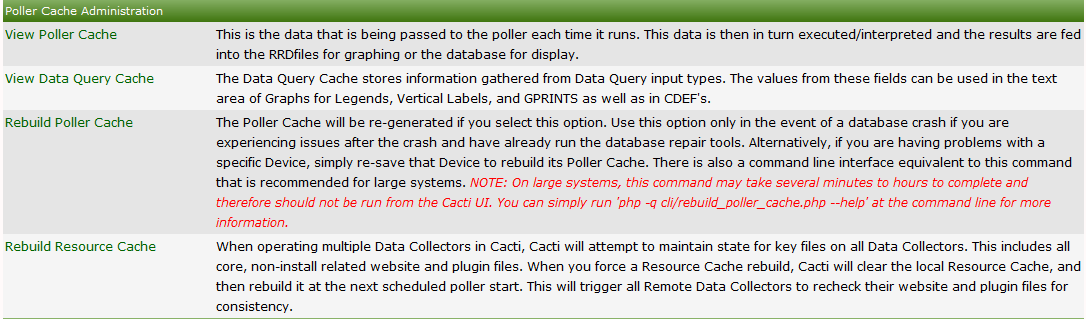 Poller Cache Administration
View Poller Cache
This is the data that is being passed to the poller each time it runs. This data is then in turn executed/interpreted and the results are fed
into the RRDfiles for graphing or the database for display.
View Data Query Cache
The Data Query Cache stores information gathered from Data Query input types. The values from these fields can be used in the text
area of Graphs for Legends, Vertical Labels, and GPRINTS as well as in CDEF's.
Rebuild Poller Cache
The Poller Cache will be re-generated if you select this option. Use this option only in the event of a database crash if you are
experiencing issues after the crash and have already run the database repair tools. Alternatively, if you are having problems with a
specific Device, simply re-save that Device to rebuild its Poller Cache. There is also a command line interface equivalent to this command
that is recommended for large systems. NOTE: On large systems, this command may take several minutes to hours to complete and
therefore should not be run from the Cacti UI. You can simply run 'php -q cli/rebuild_poller_cache.php --help' at the command line for more
information.
Rebuild Resource Cache
When operating multiple Data Collectors in Cacti, Cacti will attempt to maintain state for key files on all Data Collectors. This includes all
core, non-install related website and plugin files. When you force a Resource Cache rebuild, Cacti will clear the local Resource Cache, and
then rebuild it at the next scheduled poller start. This will trigger all Remote Data Collectors to recheck their website and plugin files for
consistency.